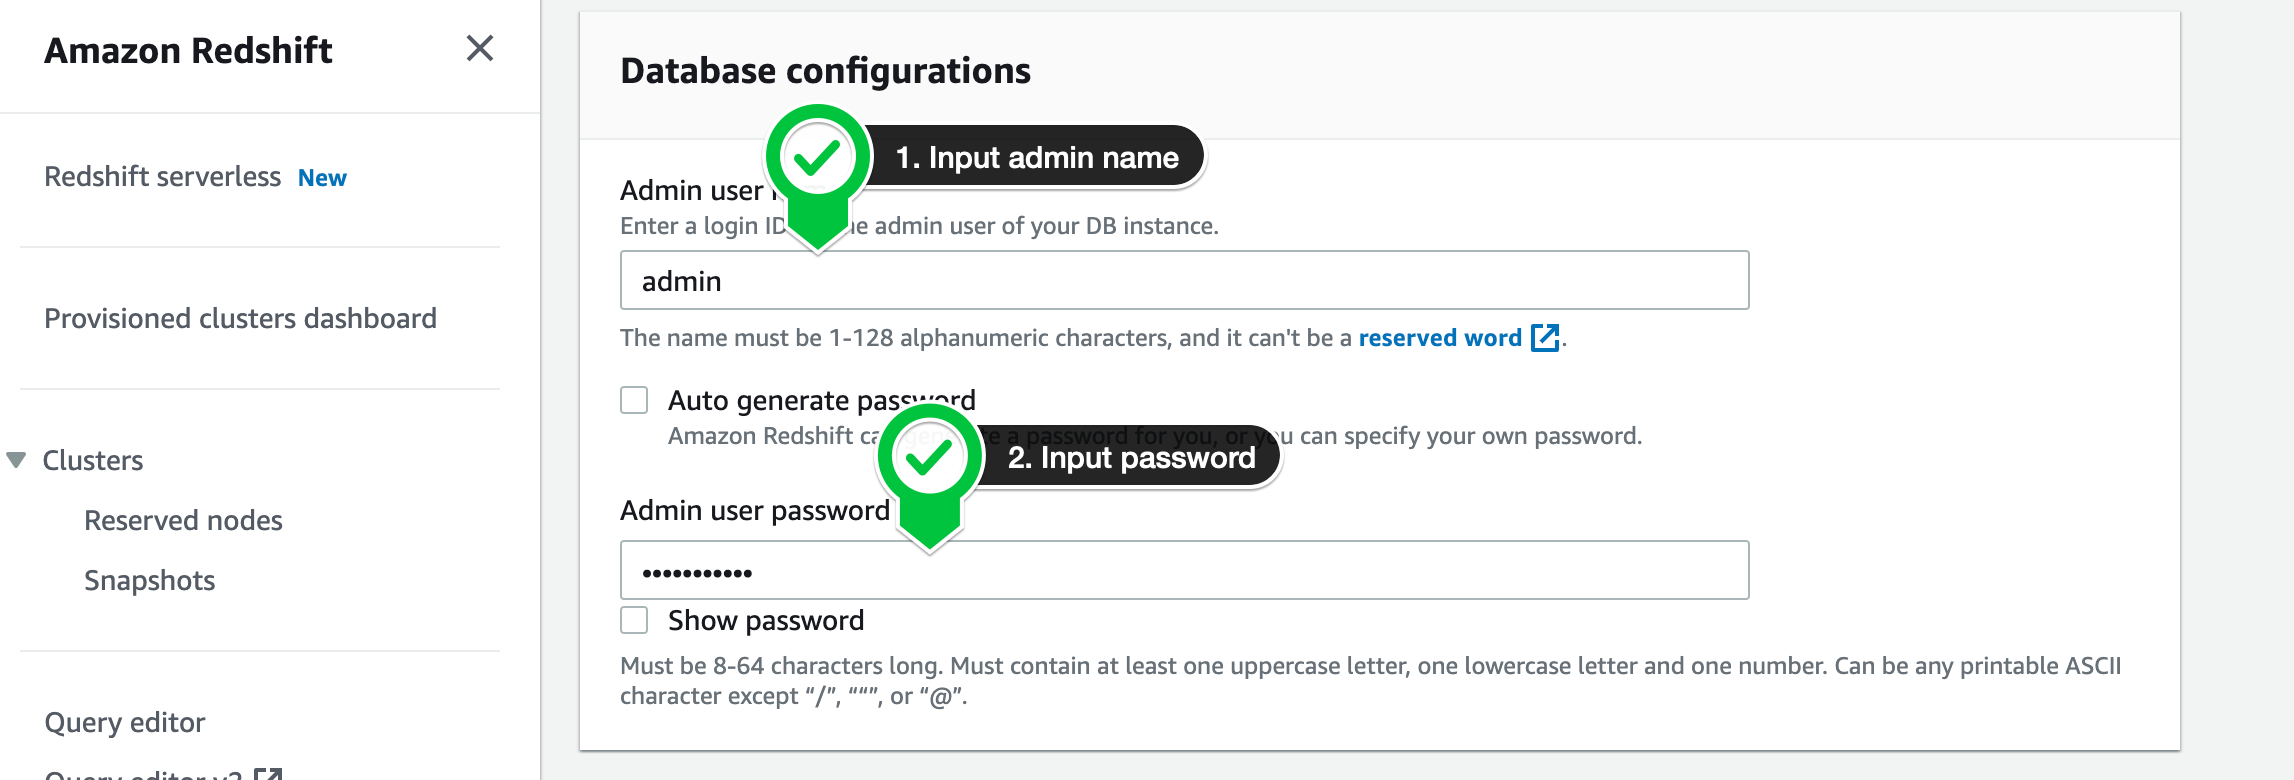 Amazon Redshift
Redshift serverless New
Provisioned clusters dashboard
Clusters
Reserved nodes
Snapshots
Query editor
Query editor v2
Database configurations
1. Input admin name
Admin user
Enter a login ID admin user of your DB instance.
admin
The name must be 1-128 alphanumeric characters, and it can't be a reserved word.
Auto generate password
Amazon Redshift can generate a password for you, or you can specify your own password.
2. Input password
Admin user password
•••••••••••
Show password
Must be 8-64 characters long. Must contain at least one uppercase letter, one lowercase letter and one number. Can be any printable ASCII
character except “/”, “““”, or “@”.